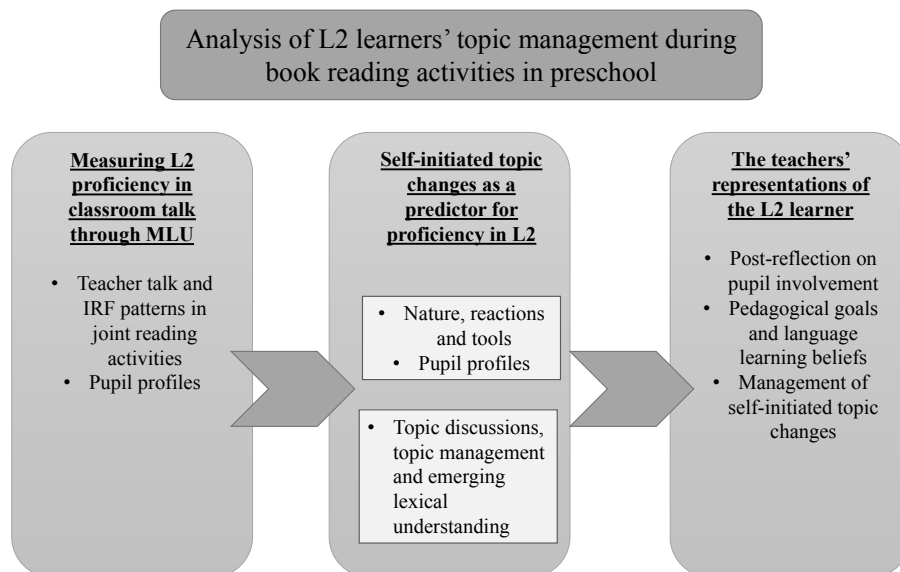 Analysis of L2 learners’ topic management during
book reading activities in preschool
Measuring L2
proficiency in
classroom talk
through MLU
• Teacher talk and
IRF patterns in
joint reading
activities
• Pupil profiles
Self-initiated topic
changes as a
predictor for
proficiency in L2
• Nature, reactions
and tools
• Pupil profiles
• Topic discussions,
topic management
and emerging
lexical
understanding
The teachers’
representations of
the L2 learner
• Post-reflection on
pupil involvement
• Pedagogical goals
and language
learning beliefs
• Management of
self-initiated topic
changes